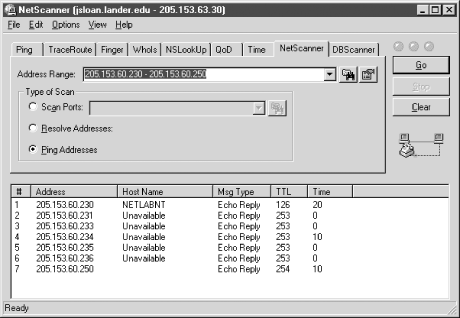 NetScanner [jsloan.lander.edu - 205.153.63.30]
File Edit Options View Help
Ping TraceRoute Finger WhoIs NSLookUp QoD Time NetScanner DBScanner
Address Range: 205.153.60.230 - 205.153.60.250
Go
Type of Scan
Stop
Scan Ports:
Clear
Resolve Addresses:
Ping Addresses
# Address Host Name Msg Type TTL Time
1 205.153.60.230 NETLABNT Echo Reply 126 20
2 205.153.60.231 Unavailable Echo Reply 253 0
3 205.153.60.233 Unavailable Echo Reply 253 0
4 205.153.60.234 Unavailable Echo Reply 253 10
5 205.153.60.235 Unavailable Echo Reply 253 0
6 205.153.60.236 Unavailable Echo Reply 253 0
7 205.153.60.250 Echo Reply 254 10
Ready